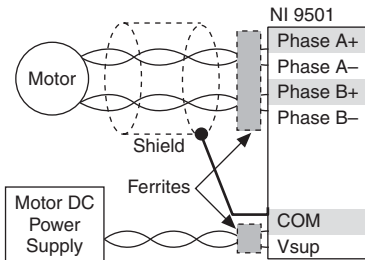 NI 9501
Phase A+
Phase A–
Phase B+
Phase B–
Motor
Shield
Ferrites
Motor DC
Power
Supply
COM
Vsup